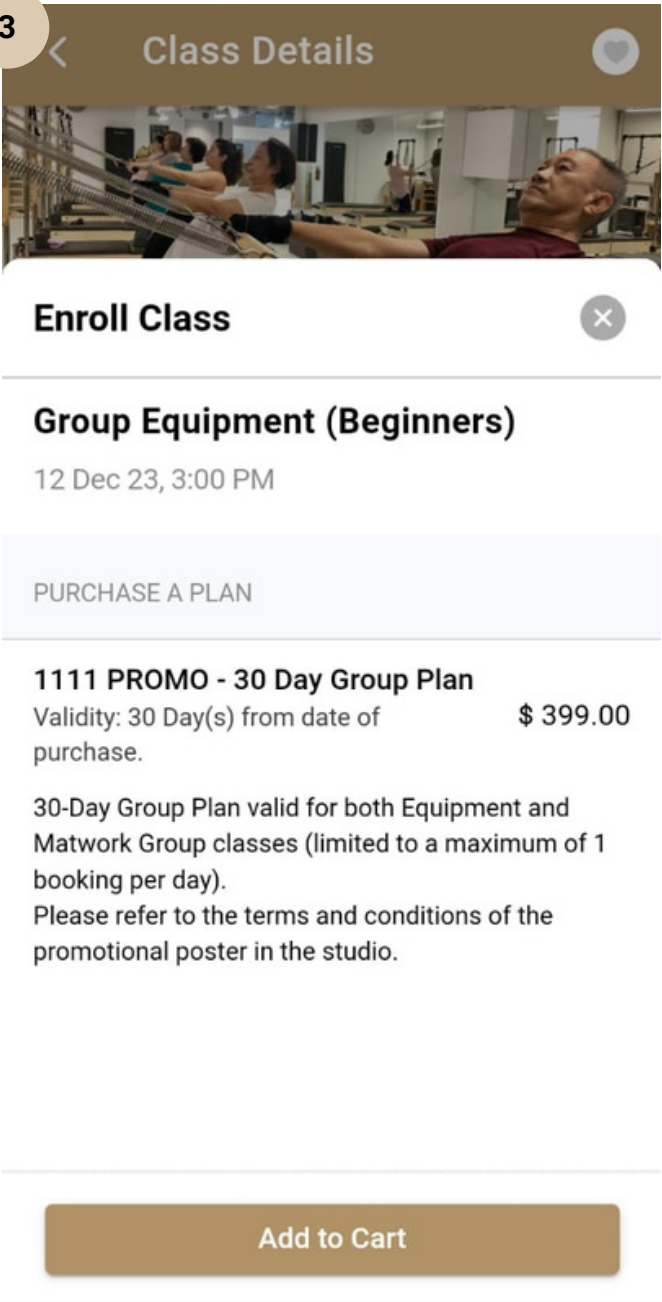 3
Class Details
Enroll Class
Group Equipment (Beginners)
12 Dec 23, 3:00 PM
PURCHASE A PLAN
1111 PROMO - 30 Day Group Plan
Validity: 30 Day(s) from date of
purchase.
$ 399.00
30-Day Group Plan valid for both Equipment and
Matwork Group classes (limited to a maximum of 1
booking per day).
Please refer to the terms and conditions of the
promotional poster in the studio.
Add to Cart